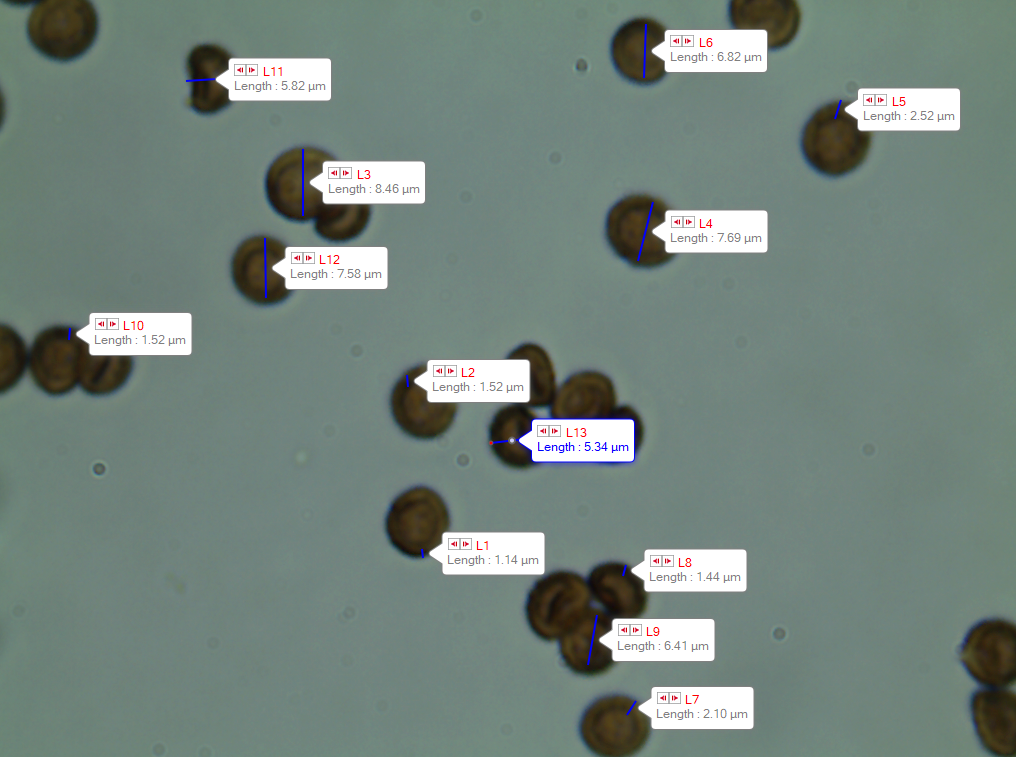 L6
Length : 6.82 µm
L11
Length : 5.82 µm
L5
Length : 2.52 µm
L3
Length : 8.46 µm
L4
Length : 7.69 µm
L12
Length : 7.58 µm
L10
Length : 1.52 µm
L2
Length : 1.52 µm
L13
Length : 5.34 µm
L1
Length : 1.14 µm
L8
Length : 1.44 µm
L9
Length : 6.41 µm
L7
Length : 2.10 µm